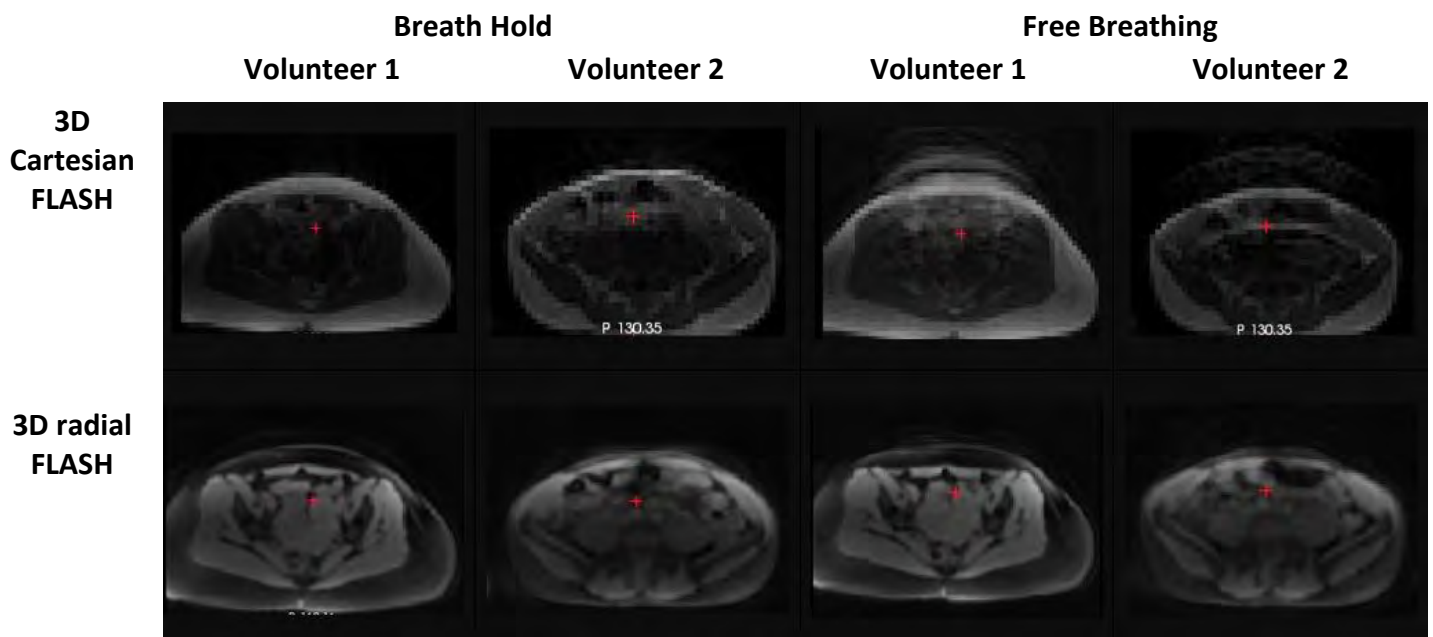 Breath Hold Free Breathing
Volunteer 1 Volunteer 2 Volunteer 1 Volunteer 2
3D
Cartesian
FLASH
P 130.35 P 130.35
3D radial
FLASH